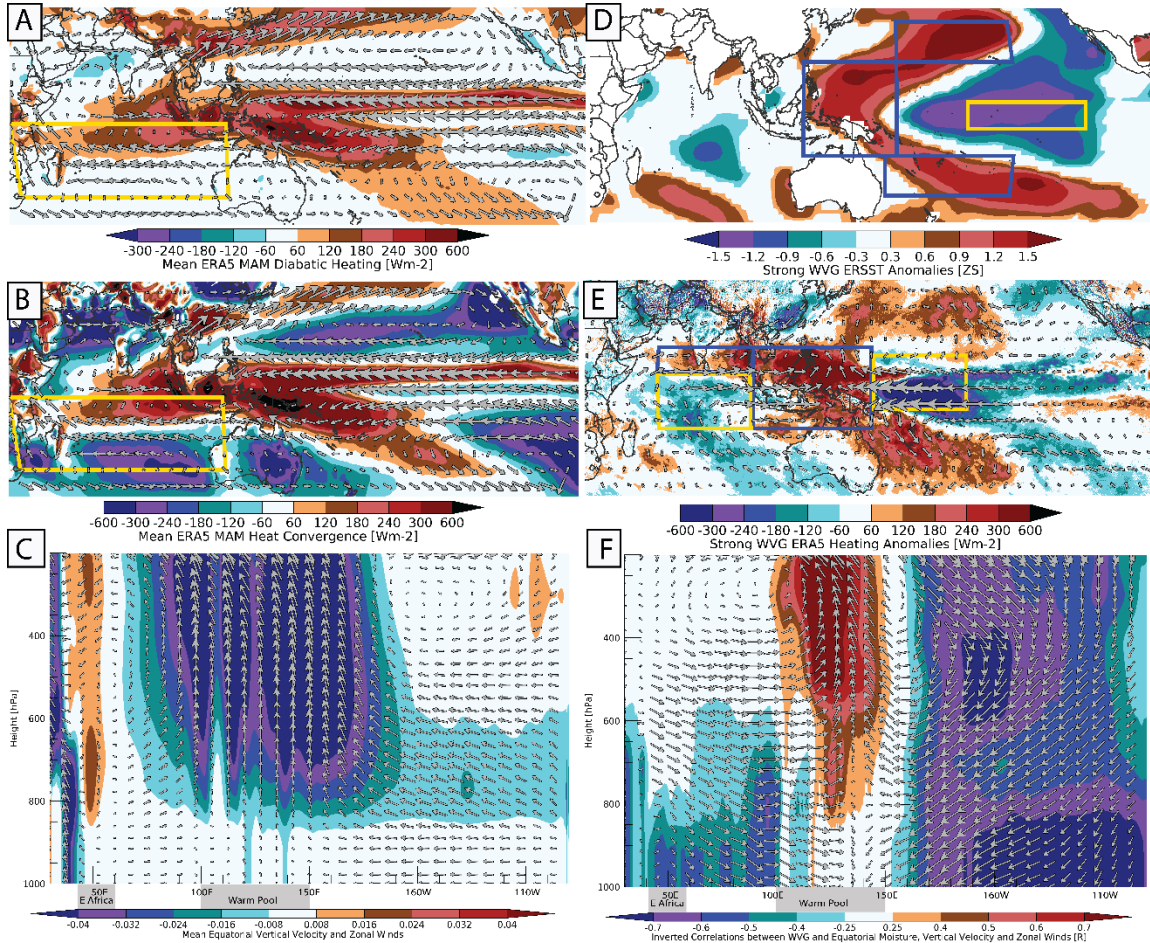 A
-300 -240 -180 -120 -60 60 120 180 240 300 600
Mean ERA5 MAM Diabatic Heating [Wm-2]
B
-600 -300 -240 -180 -120 -60 60 120 180 240 300 600
Mean ERA5 MAM Heat Convergence [Wm-2]
C
Height [hPa]
400
600
800
1000
50E 100E 150E 160W 110W
E Africa Warm Pool
-0.04 -0.032 -0.024 -0.016 -0.008 0.008 0.016 0.024 0.032 0.04
Mean Equatorial Vertical Velocity and Zonal Winds
D
-1.5 -1.2 -0.9 -0.6 -0.3 0.3 0.6 0.9 1.2 1.5
Strong WVG ERSST Anomalies [ZS]
E
-600 -300 -240 -180 -120 -60 60 120 180 240 300 600
Strong WVG ERA5 Heating Anomalies [Wm-2]
F
Height [hPa]
400
600
800
1000
50E 100E 150E 160W 110W
E Africa Warm Pool
-0.7 -0.6 -0.5 -0.4 -0.25 0.25 0.4 0.5 0.6 0.7
Inverted Correlations between WVG and Equatorial Moisture, Vertical Velocity and Zonal Winds [R]